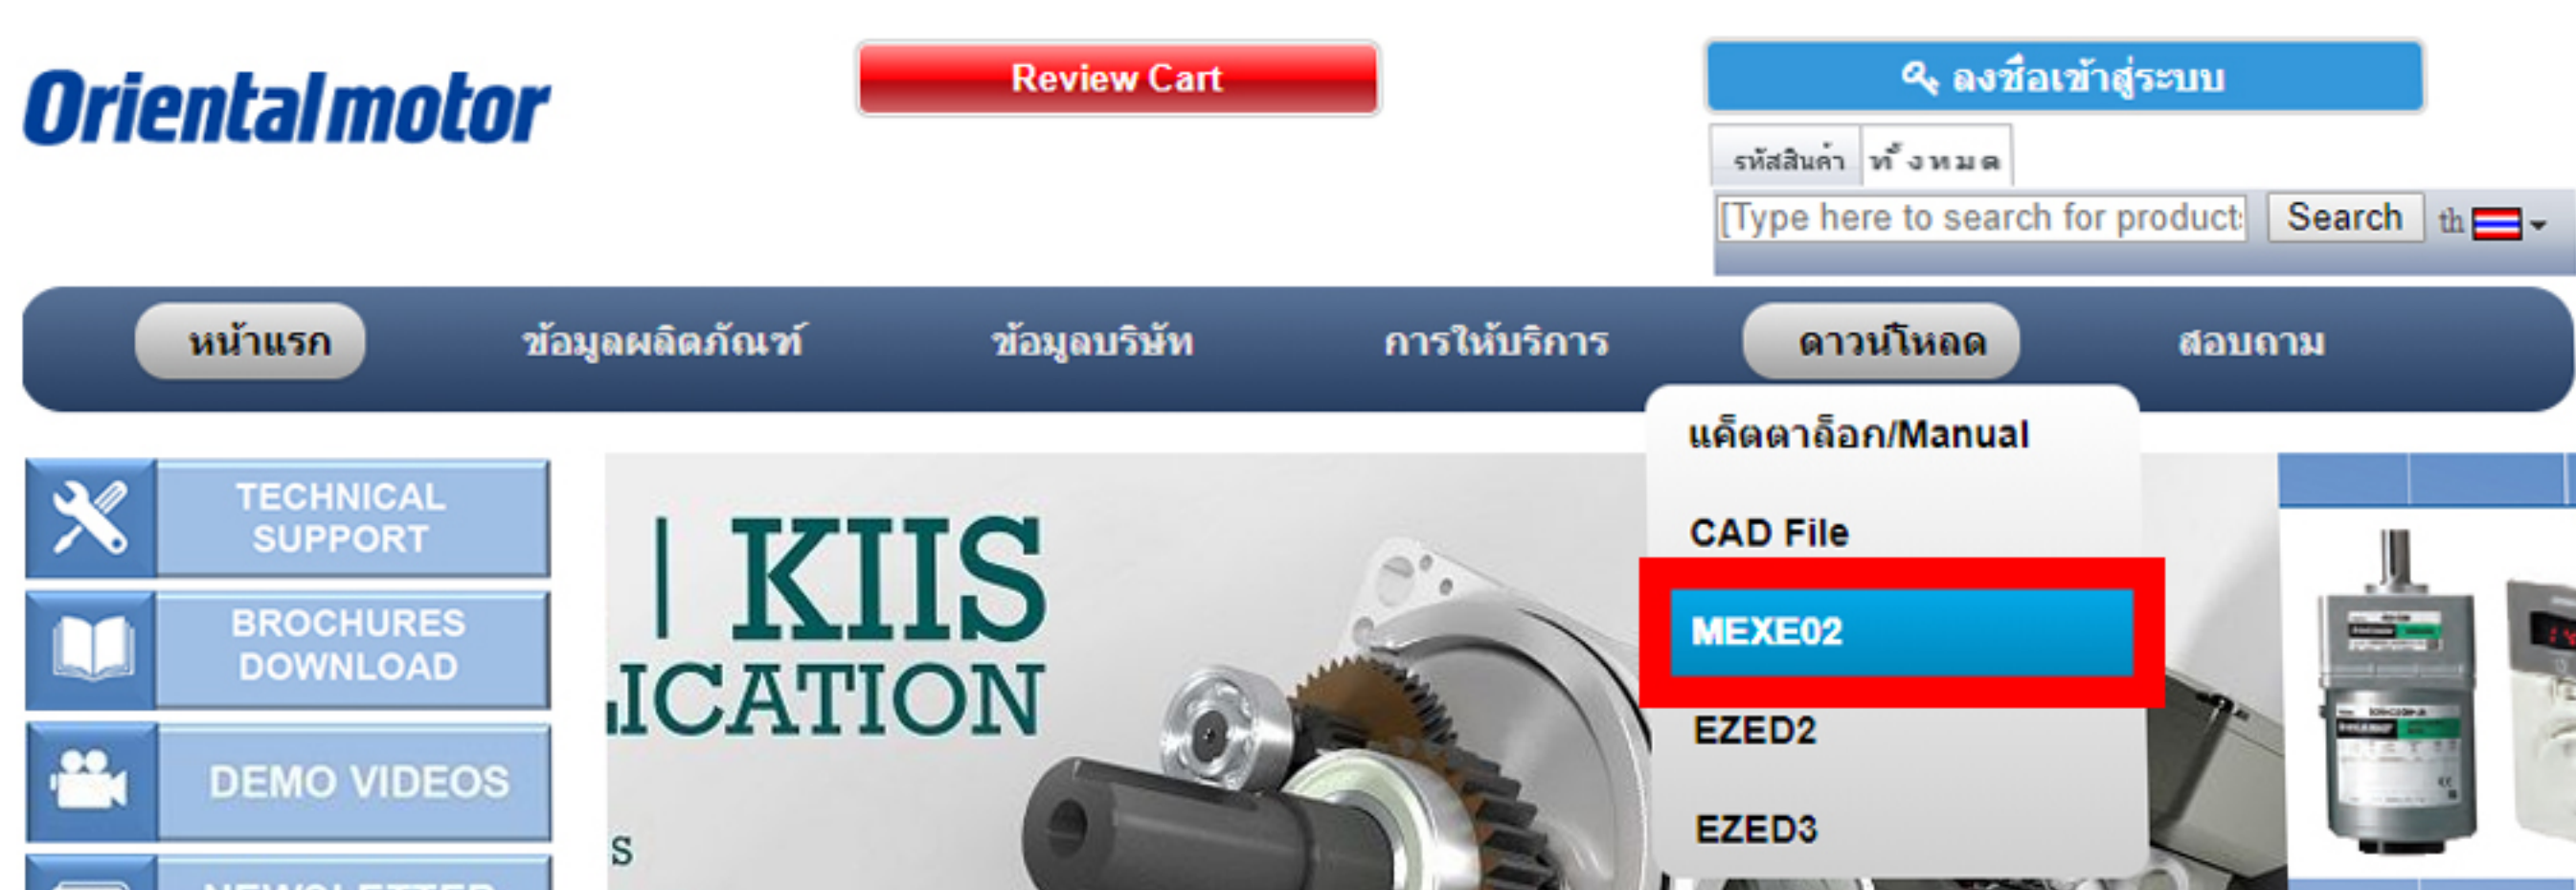 Orientalmotor
Review Cart
ลงชื่อเข้าสู่ระบบ
รหัสสินค้า ทั้งหมด
[Type here to search for product: Search th
หน้าแรก ข้อมูลผลิตภัณฑ์ ข้อมูลบริษัท การให้บริการ ดาวน์โหลด สอบถาม
แค็ตตาล็อก/Manual
CAD File
MEXE02
EZED2
EZED3
TECHNICAL
SUPPORT
BROCHURES
DOWNLOAD
DEMO VIDEOS
NEWSLETTER
| KIIS
LICATION
S